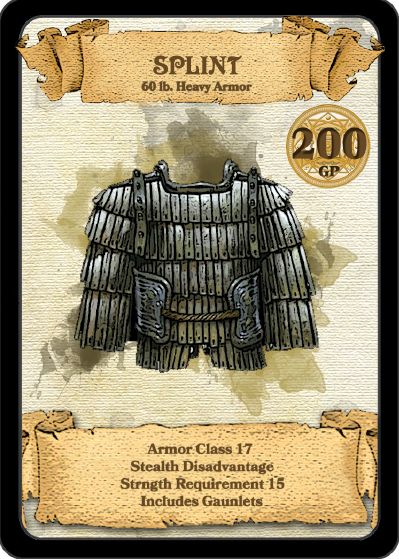 SPLINT
60 lb. Heavy Armor
200
GP
Armor Class 17
Stealth Disadvantage
Strngth Requirement 15
Includes Gaunlets